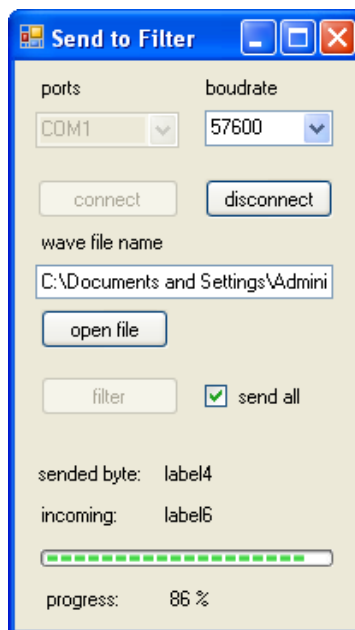 Send to Filter
ports boudrate
COM1 57600
connect disconnect
wave file name
C:\Documents and Settings\Admini
open file
filter send all
sended byte: label4
incoming: label6
progress: 86 %